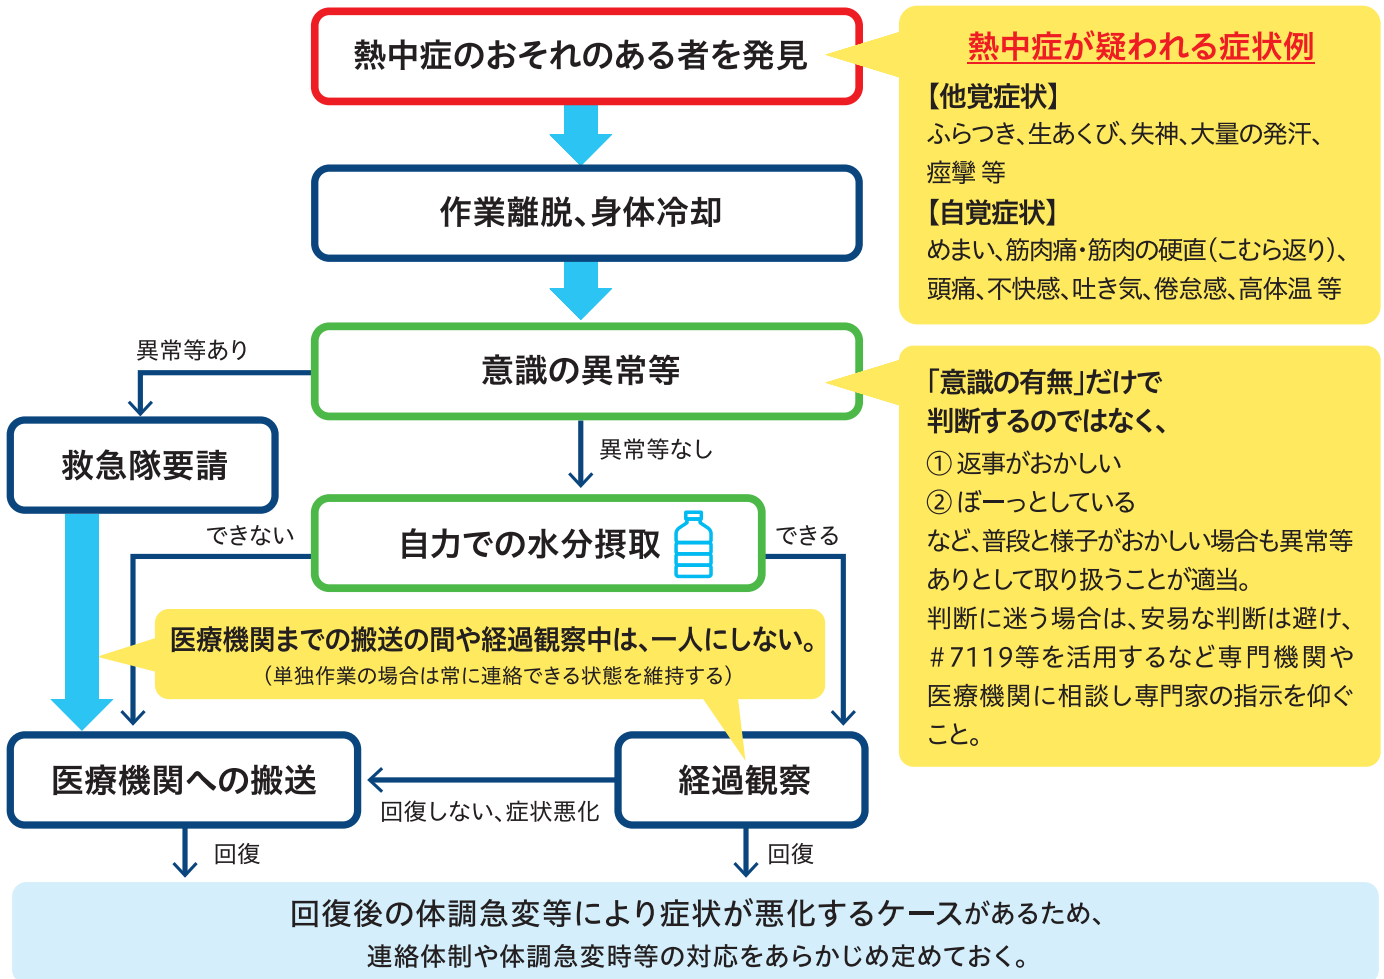 熱中症のおそれのある者を発見
熱中症が疑われる症状例
【他覚症状】
ふらつき、生あくび、失神、大量の発汗、
痙攣 等
【自覚症状】
めまい、筋肉痛・筋肉の硬直(こむら返り)、
頭痛、不快感、吐き気、倦怠感、高体温 等
作業離脱、身体冷却
意識の異常等
異常等あり
異常等なし
「意識の有無」だけで
判断するのではなく、
① 返事がおかしい
② ぼーっとしている
など、普段と様子がおかしい場合も異常等
ありとして取り扱うことが適当。
判断に迷う場合は、安易な判断は避け、
#7119等を活用するなど専門機関や
医療機関に相談し専門家の指示を仰ぐ
こと。
救急隊要請
自力での水分摂取
できない
できる
医療機関までの搬送の間や経過観察中は、一人にしない。
(単独作業の場合は常に連絡できる状態を維持する)
医療機関への搬送
経過観察
回復しない、症状悪化
回復
回復
回復後の体調急変等により症状が悪化するケースがあるため、
連絡体制や体調急変時等の対応をあらかじめ定めておく。